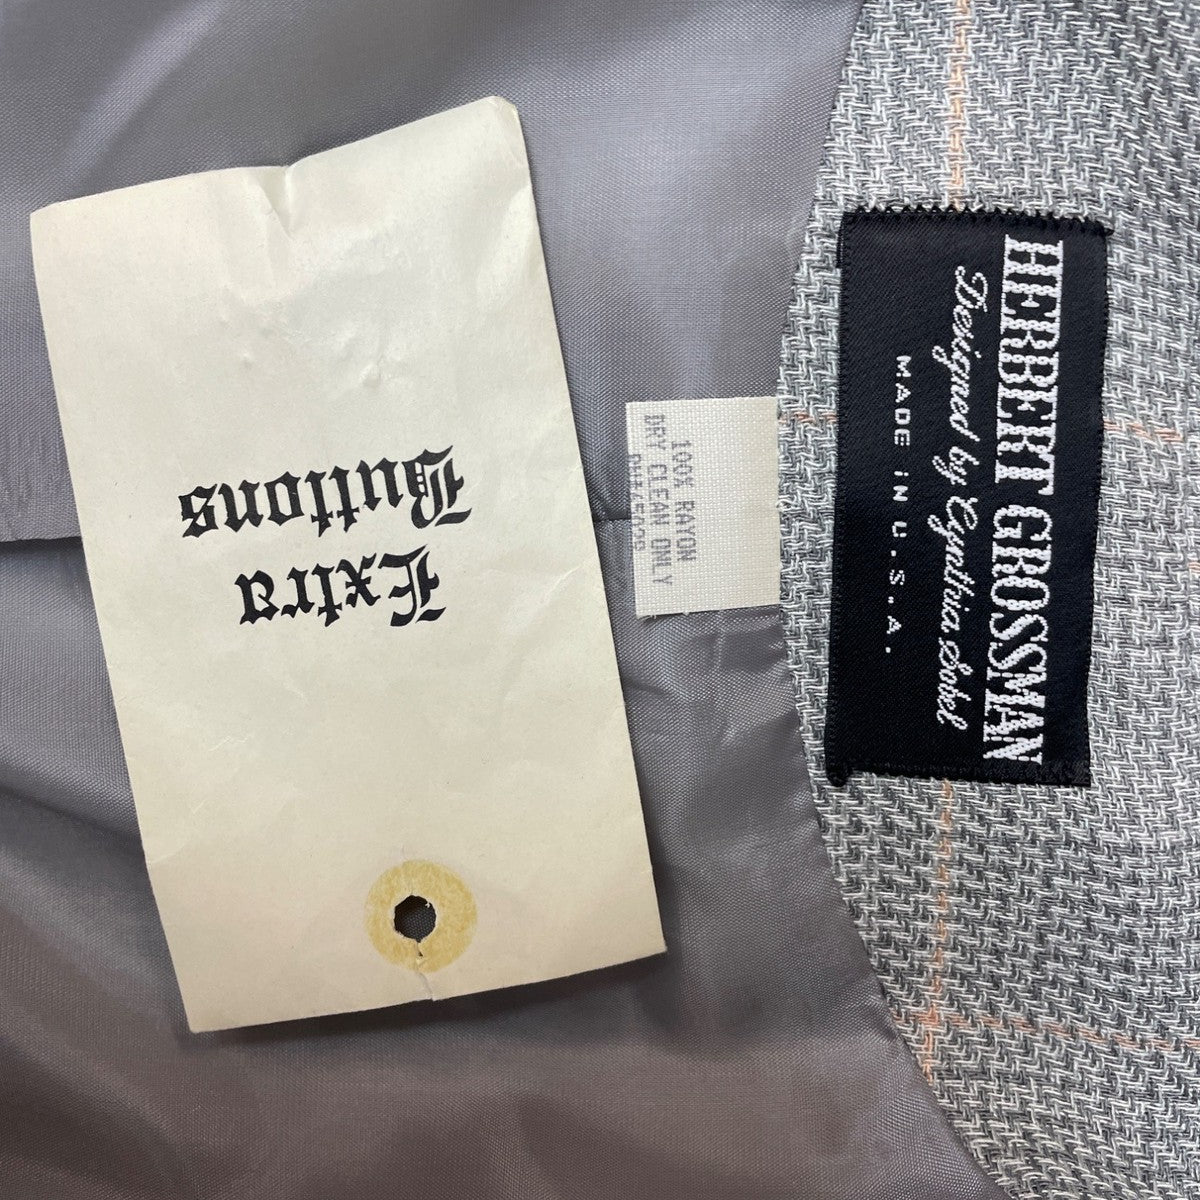 Extra
Buttons
100% RAYON
DRY CLEAN ONLY
HERBERT GROSSMAN
Designed by Cynthia Sobel
MADE IN U.S.A.